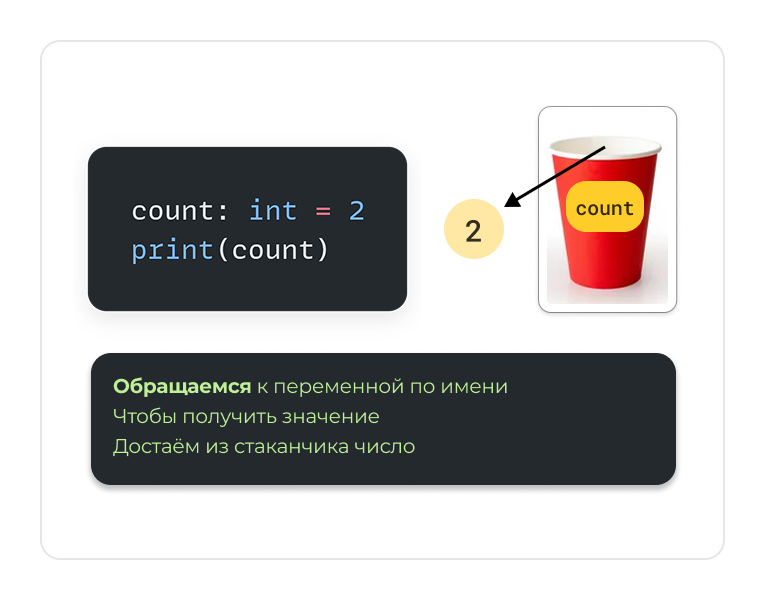 count: int = 2
print(count)
2
count
Обращаемся к переменной по имени
Чтобы получить значение
Достаём из стаканчика число